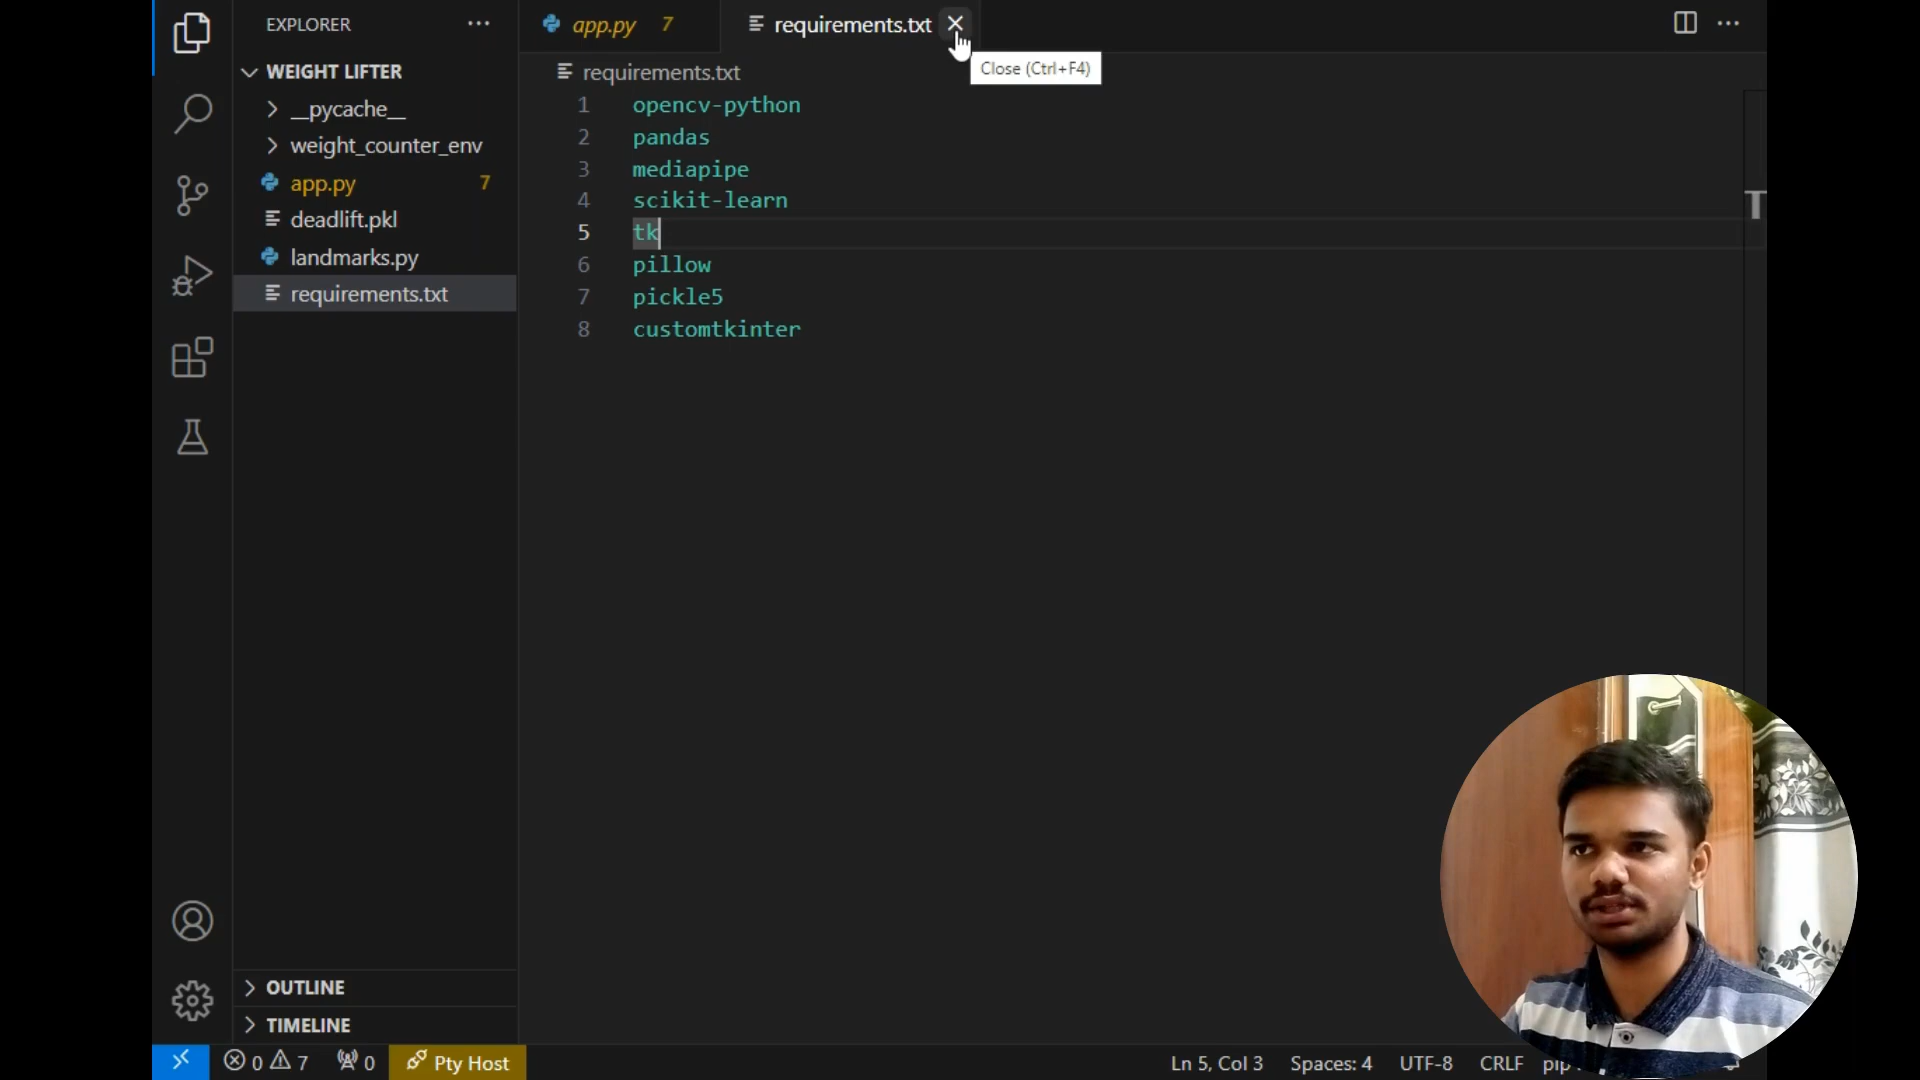 EXPLORER
WEIGHT LIFTER
__pycache__
weight_counter_env
app.py 7
deadlift.pkl
landmarks.py
requirements.txt
OUTLINE
TIMELINE
app.py 7
requirements.txt
Close (Ctrl+F4)
requirements.txt
1 opencv-python
2 pandas
3 mediapipe
4 scikit-learn
5 tk
6 pillow
7 pickle5
8 customtkinter
0 7 0 Pty Host Ln 5, Col 3 Spaces: 4 UTF-8 CRLF